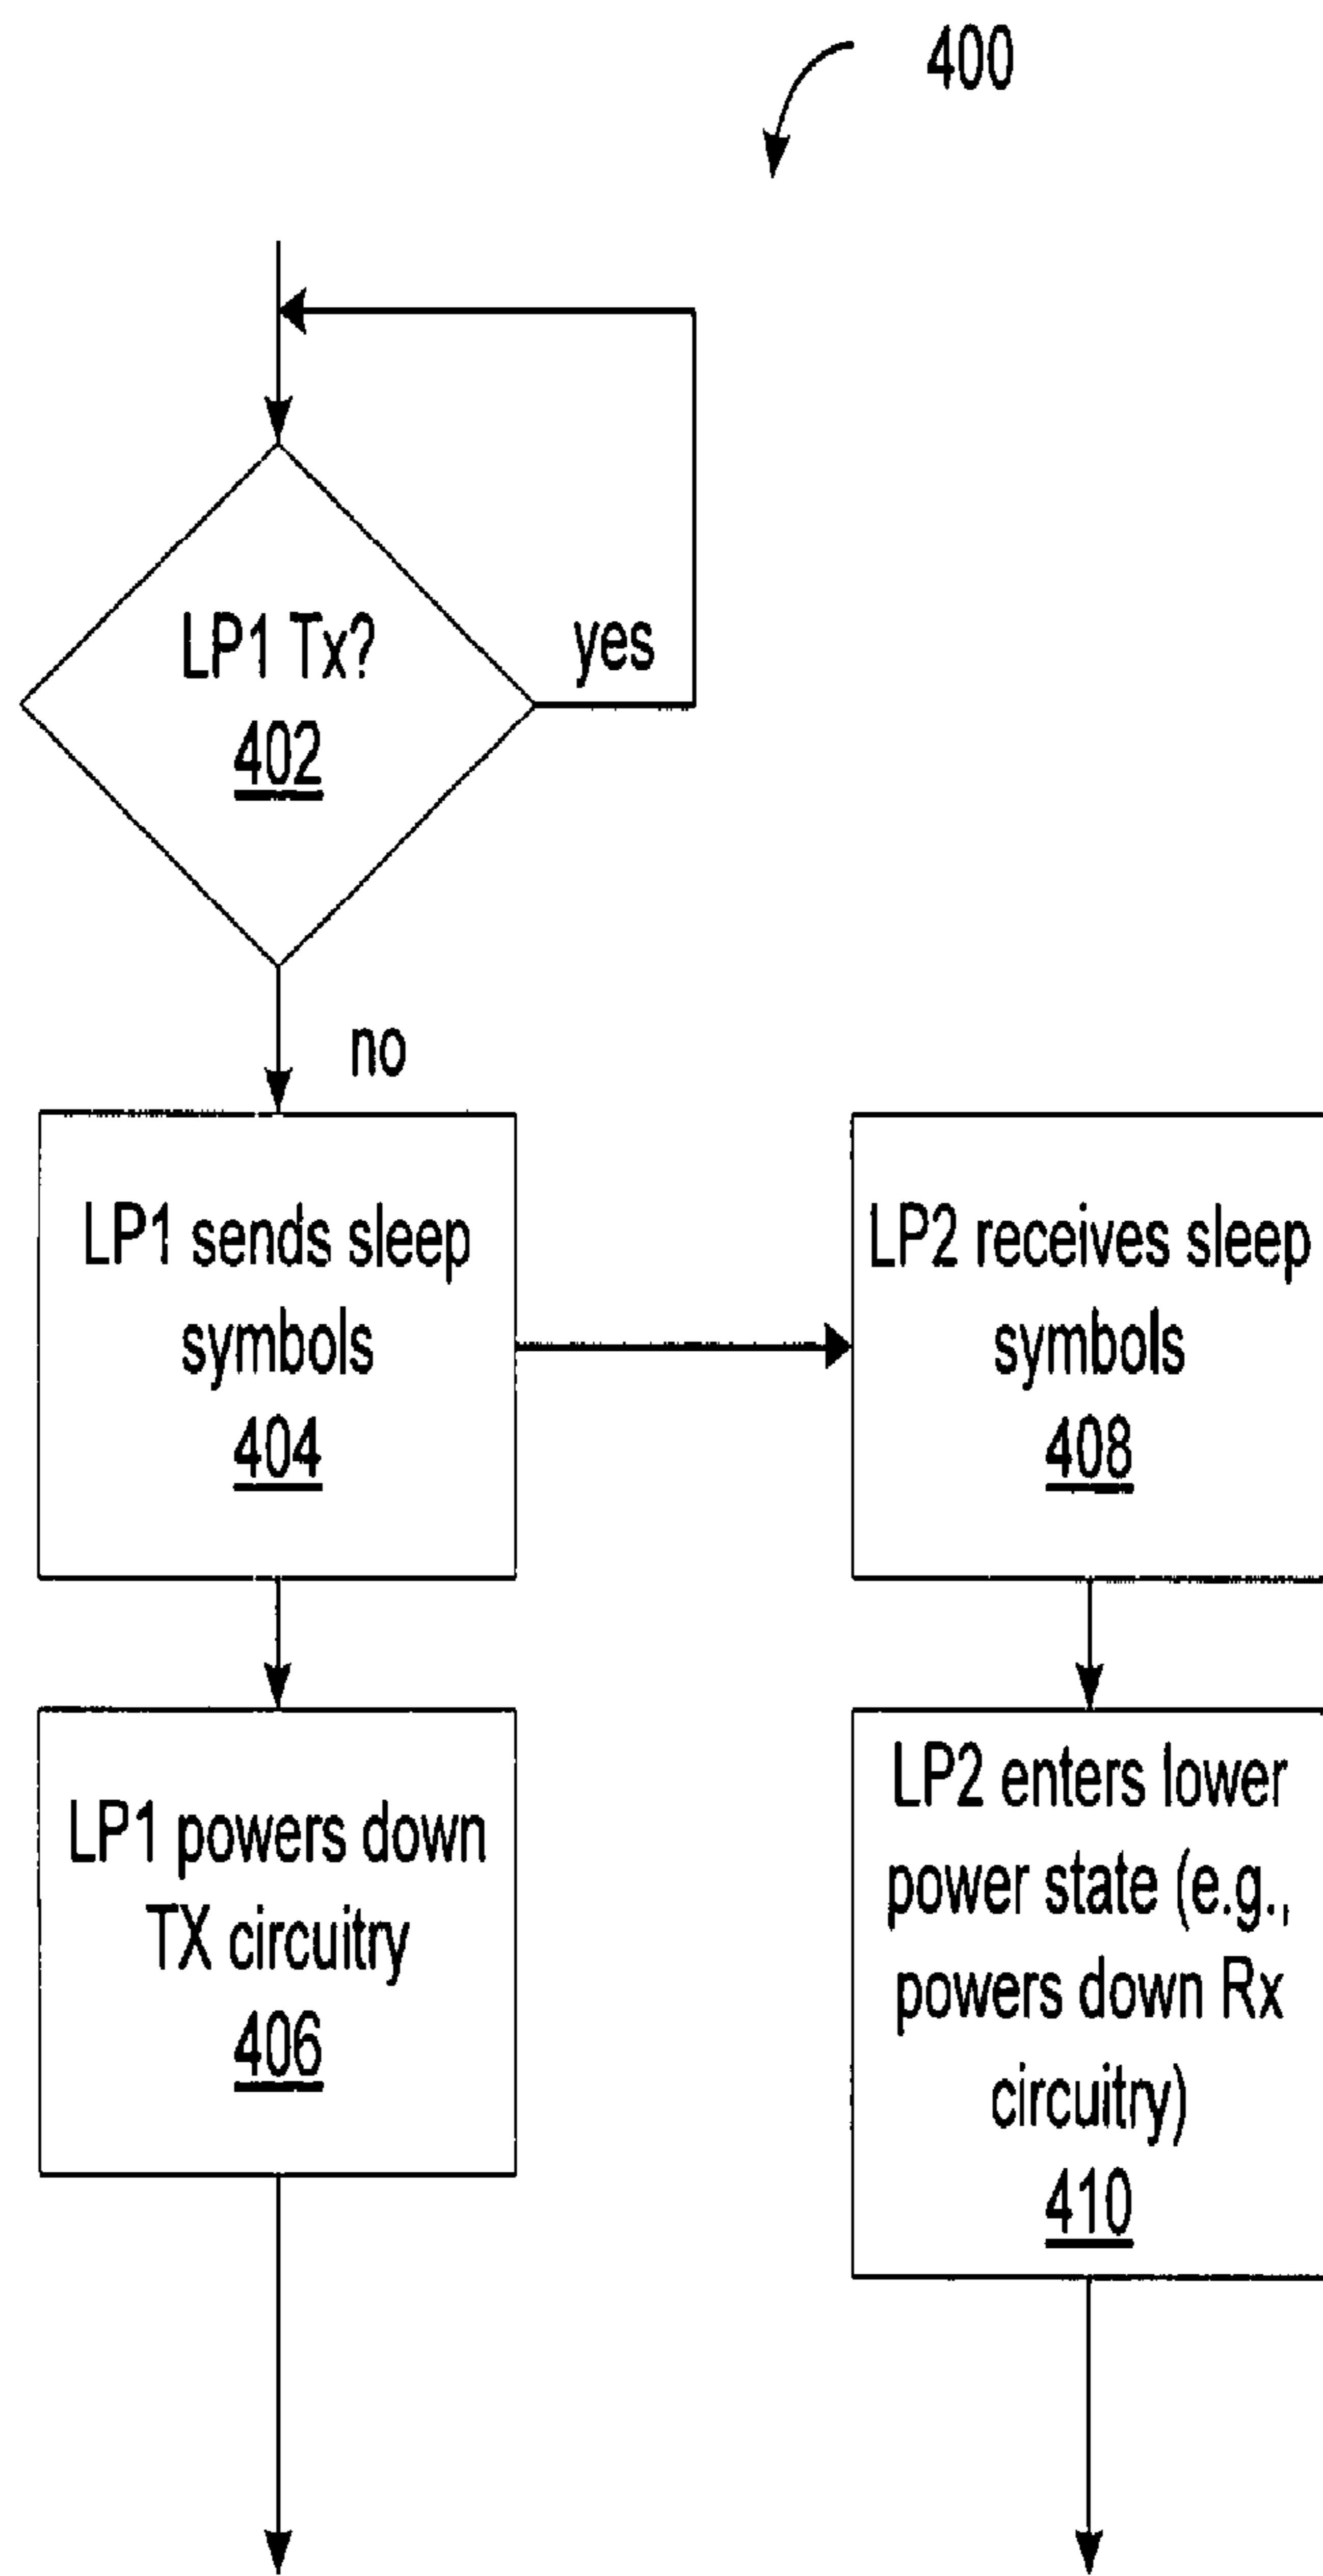 400
LP1 Tx?
402
yes
no
LP1 sends sleep
symbols
404
LP2 receives sleep
symbols
408
LP1 powers down
TX circuitry
406
LP2 enters lower
power state (e.g.,
powers down Rx
circuitry)
410